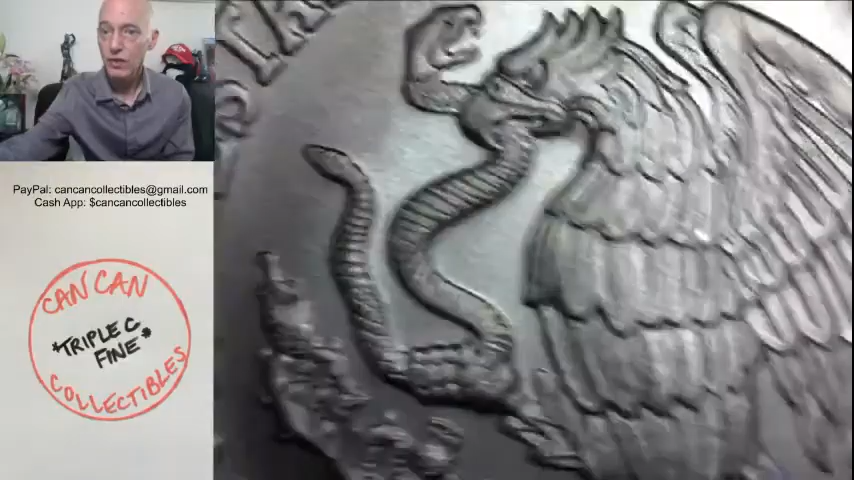 PayPal: cancancollectibles@gmail.com
Cash App: $cancancollectibles
CAN CAN
*TRIPLE C
FINE*
COLLECTIBLES